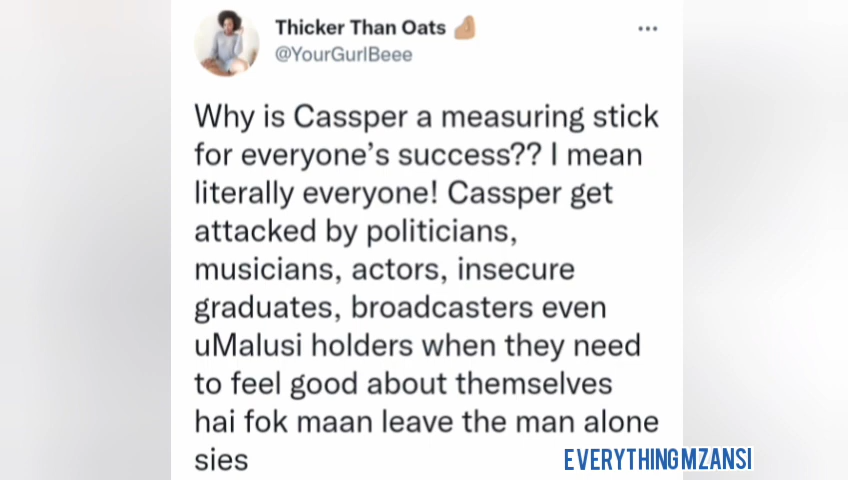 Thicker Than Oats
@YourGurlBeee
Why is Cassper a measuring stick
for everyone's success?? I mean
literally everyone! Cassper get
attacked by politicians,
musicians, actors, insecure
graduates, broadcasters even
uMalusi holders when they need
to feel good about themselves
hai fok maan leave the man alone
sies
EVERYTHINGMZANSI